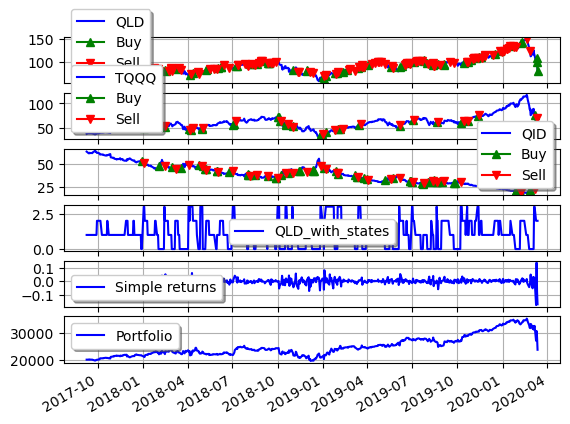 QLD
Buy
Sell
150
100
TQQQ
Buy
Sell
100
50
QID
Buy
Sell
50
25
2.5
0.0
QLD_with_states
0.1
0.0
−0.1
Simple returns
30000
20000
Portfolio
2017-10 2018-01 2018-04 2018-07 2018-10 2019-01 2019-04 2019-07 2019-10 2020-01 2020-04